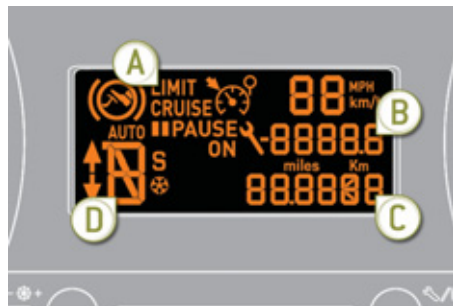 A
LIMIT
CRUISE
88 MPH
km/h
B
AUTO PAUSE
ON
-8888.8
S
miles Km
88.8888
D
C
- +